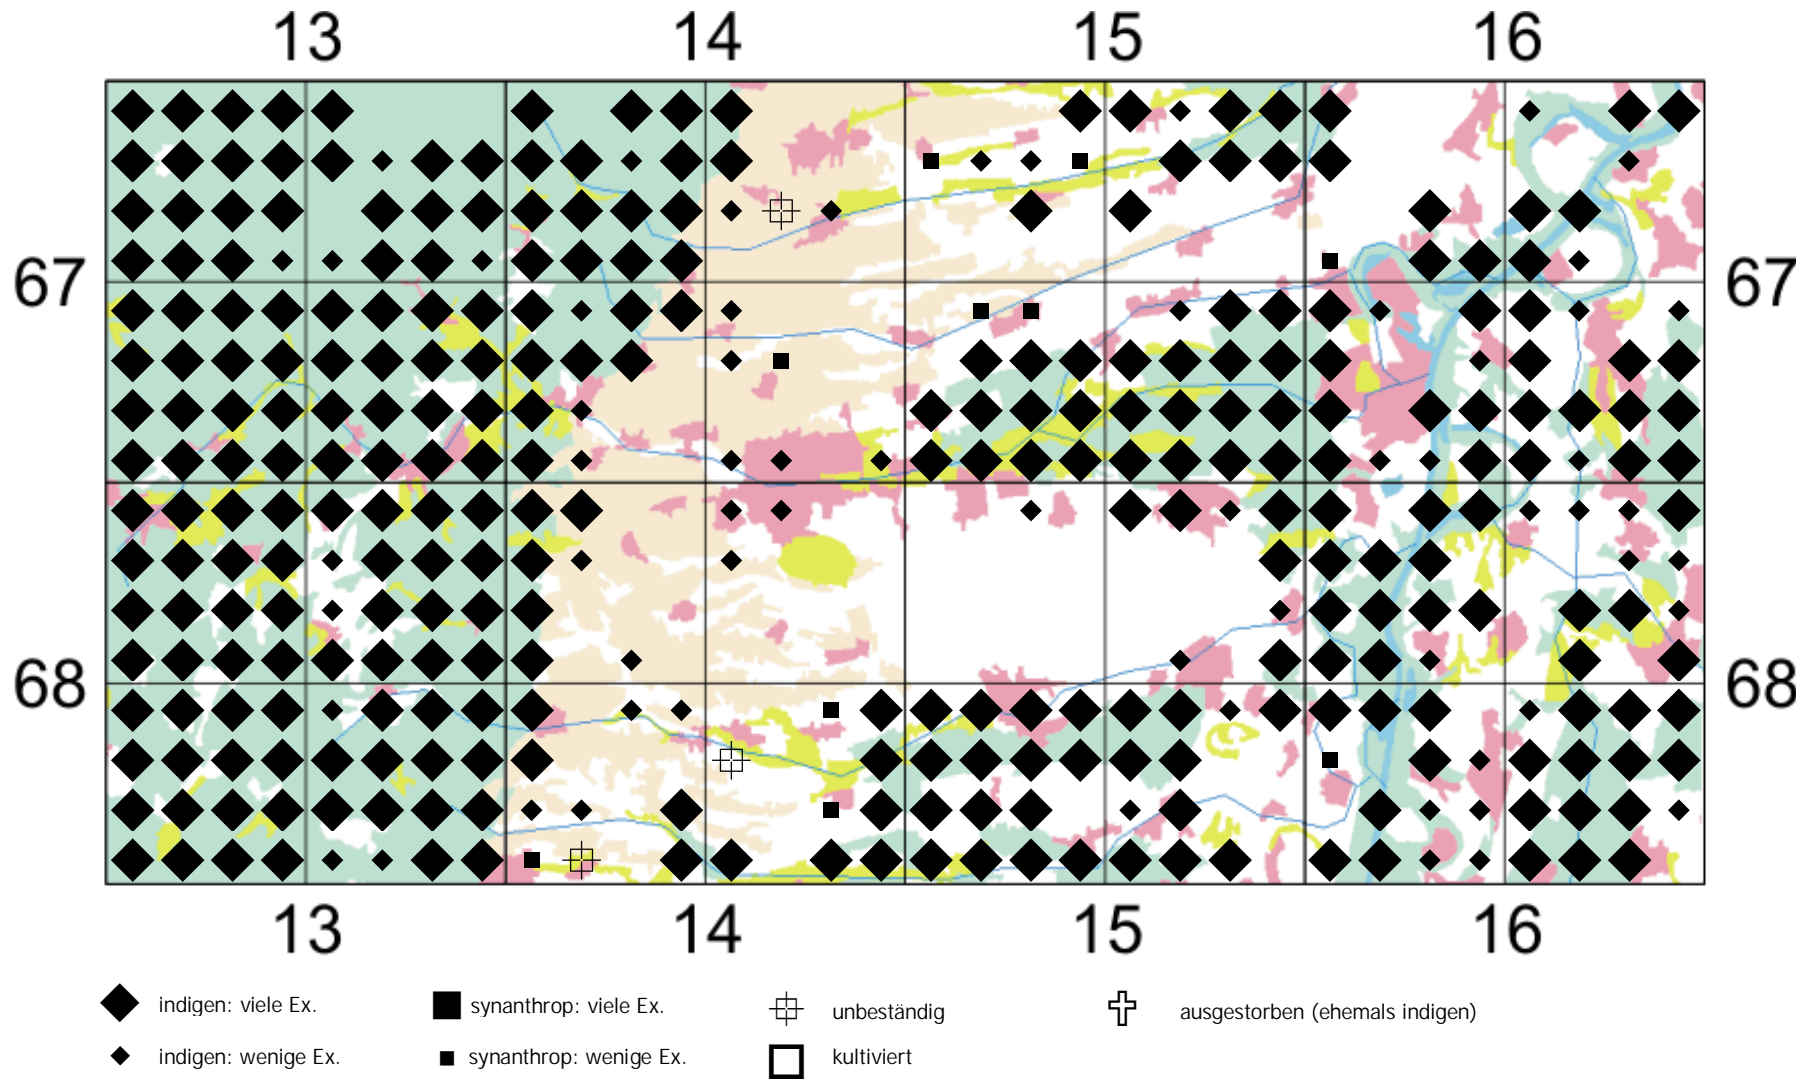 13 14 15 16
67 67
68 68
13 14 15 16
indigen: viele Ex. synanthrop: viele Ex. unbeständig ausgestorben (ehemals indigen)
indigen: wenige Ex. synanthrop: wenige Ex. kultiviert